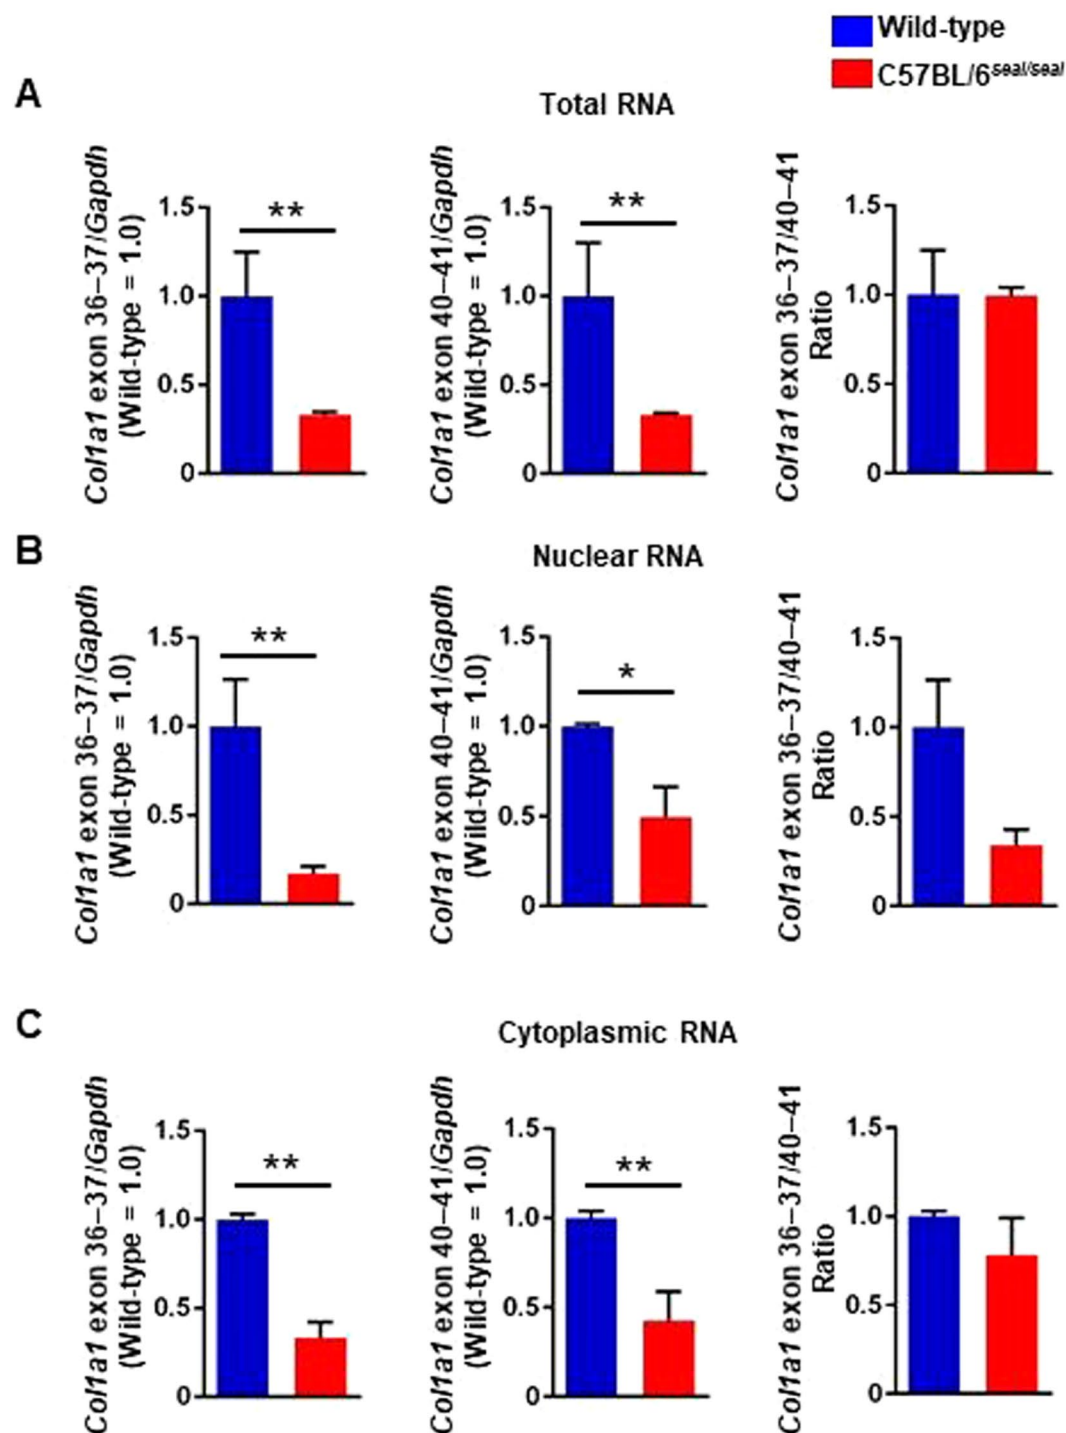 Wild-type
C57BL/6seal/seal
A
Total RNA
Col1a1 exon 36–37/Gapdh
(Wild-type = 1.0)
1.5
1.0
0.5
0
**
Col1a1 exon 40–41/Gapdh
(Wild-type = 1.0)
1.5
1.0
0.5
0
**
Col1a1 exon 36–37/40–41
Ratio
1.5
1.0
0.5
0
B
Nuclear RNA
Col1a1 exon 36–37/Gapdh
(Wild-type = 1.0)
1.5
1.0
0.5
0
**
Col1a1 exon 40–41/Gapdh
(Wild-type = 1.0)
1.5
1.0
0.5
0
*
Col1a1 exon 36–37/40–41
Ratio
1.5
1.0
0.5
0
C
Cytoplasmic RNA
Col1a1 exon 36–37/Gapdh
(Wild-type = 1.0)
1.5
1.0
0.5
0
**
Col1a1 exon 40–41/Gapdh
(Wild-type = 1.0)
1.5
1.0
0.5
0
**
Col1a1 exon 36–37/40–41
Ratio
1.5
1.0
0.5
0